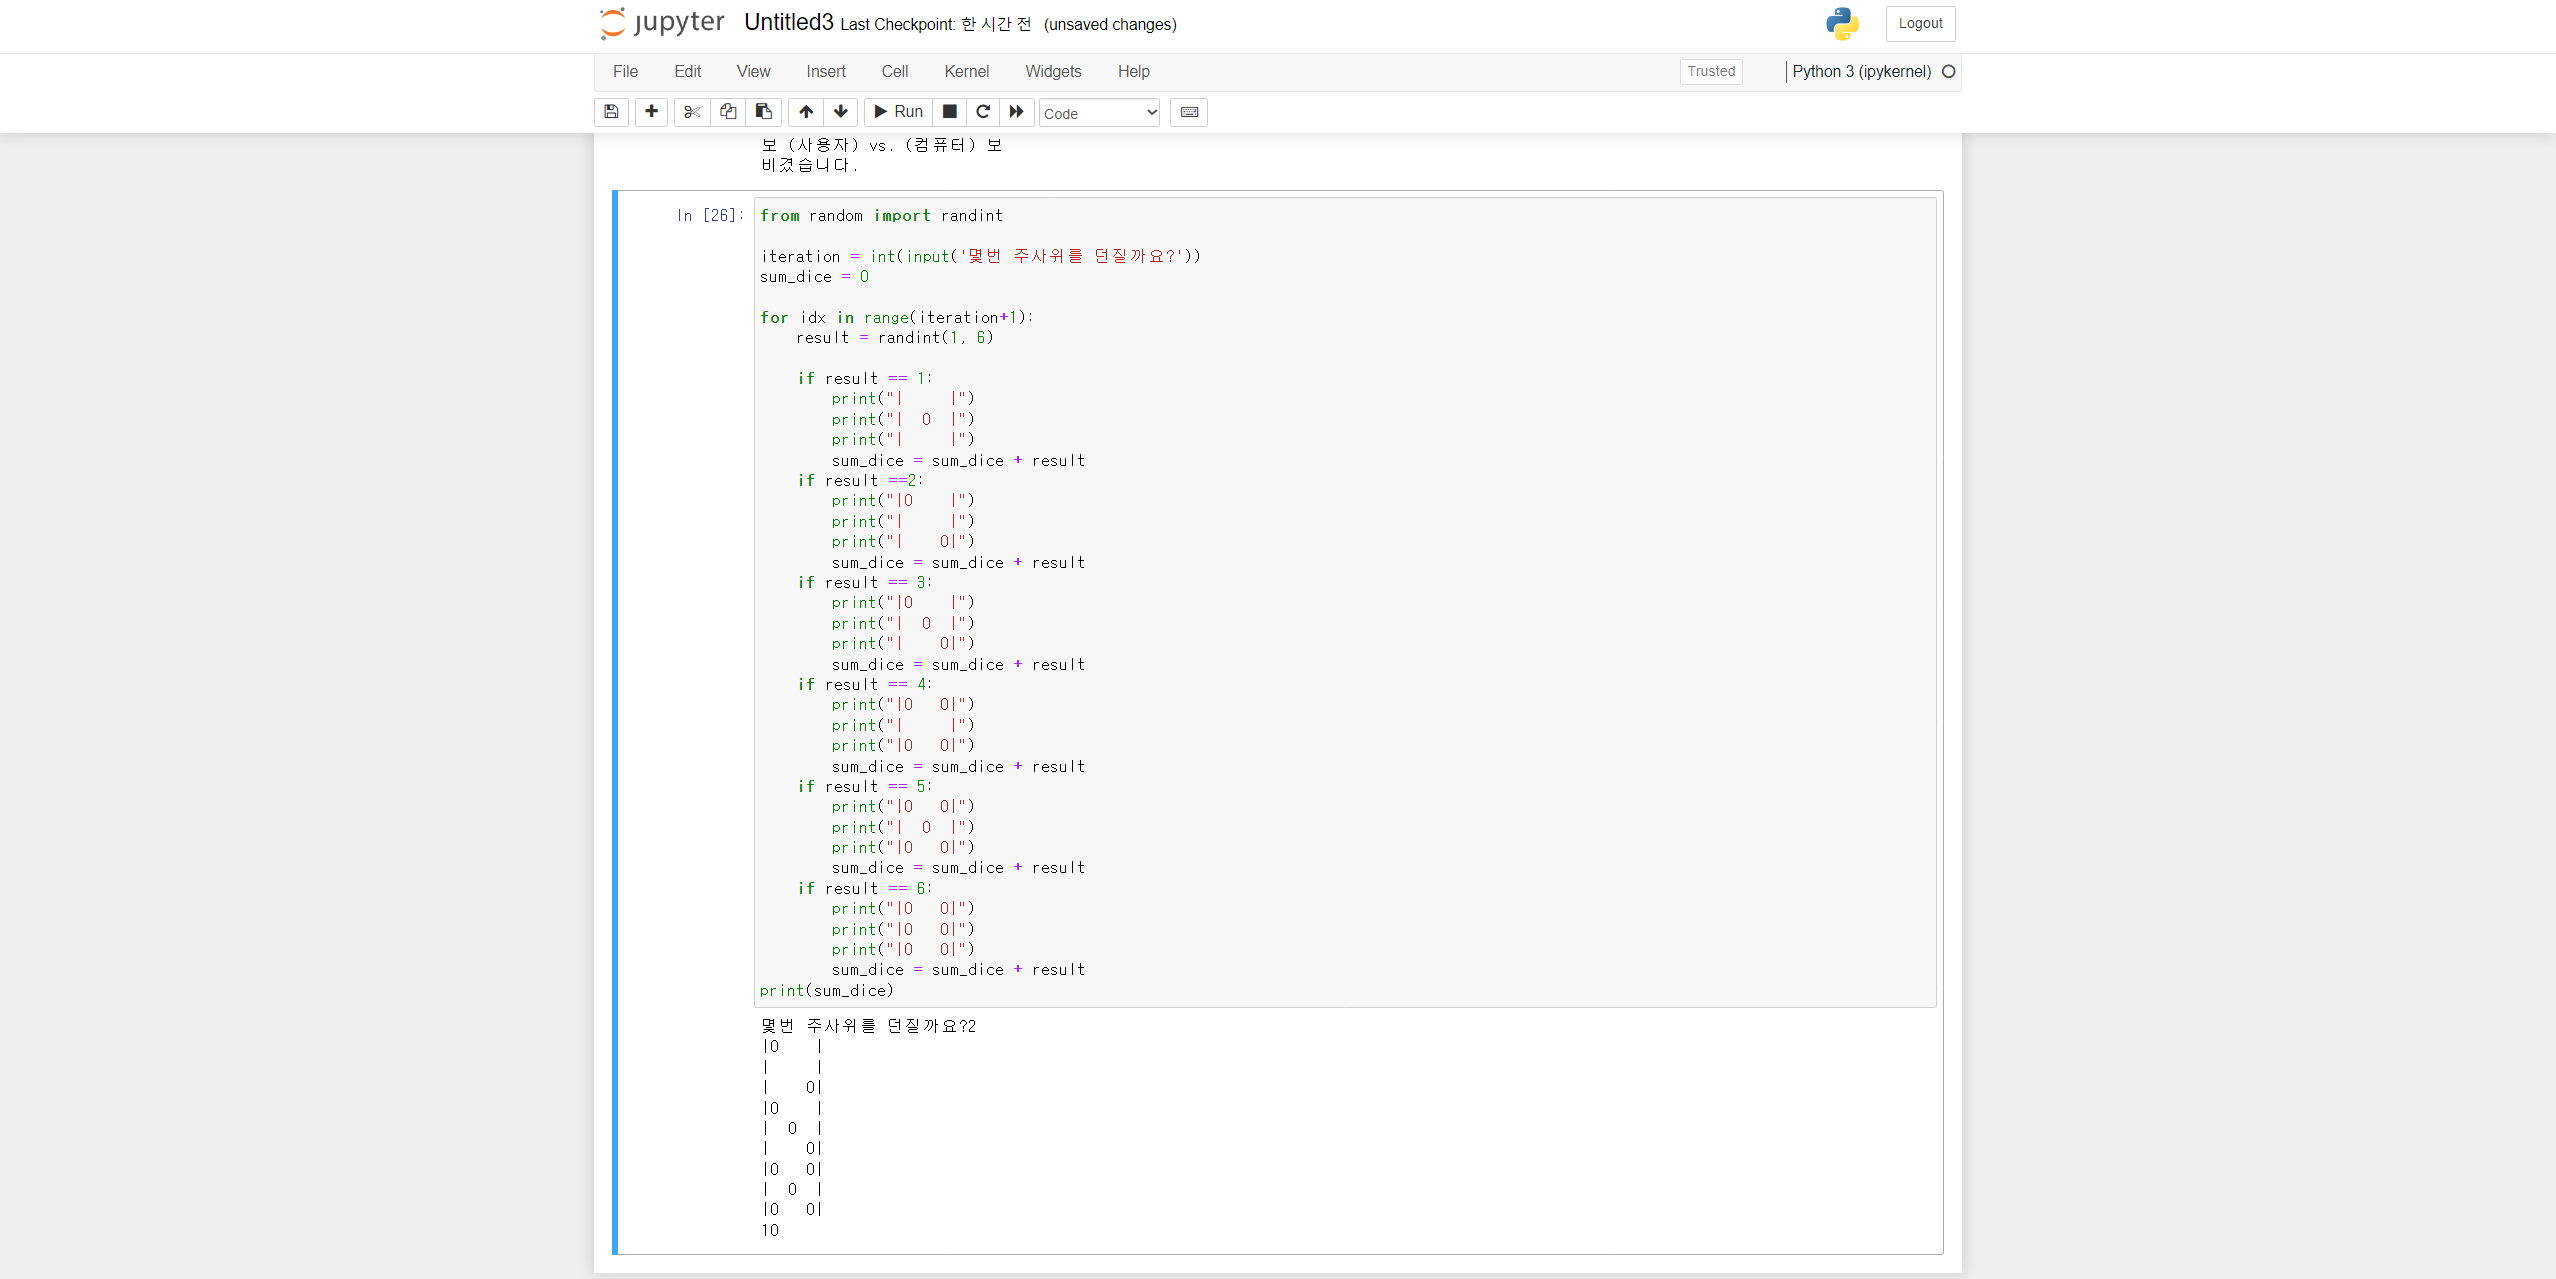 jupyter Untitled3 Last Checkpoint: 한 시간 전 (unsaved changes) Logout
File Edit View Insert Cell Kernel Widgets Help Trusted Python 3 (ipykernel)
Run Code
보 (사용자) vs. (컴퓨터) 보
비겼습니다.
In [26]: from random import randint
iteration = int(input('몇번 주사위를 던질까요?'))
sum_dice = 0
for idx in range(iteration+1):
    result = randint(1, 6)
    if result == 1:
        print("|     |")
        print("|  0  |")
        print("|     |")
        sum_dice = sum_dice + result
    if result ==2:
        print("|0    |")
        print("|     |")
        print("|    0|")
        sum_dice = sum_dice + result
    if result == 3:
        print("|0    |")
        print("|  0  |")
        print("|    0|")
        sum_dice = sum_dice + result
    if result == 4:
        print("|0   0|")
        print("|     |")
        print("|0   0|")
        sum_dice = sum_dice + result
    if result == 5:
        print("|0   0|")
        print("|  0  |")
        print("|0   0|")
        sum_dice = sum_dice + result
    if result == 6:
        print("|0   0|")
        print("|0   0|")
        print("|0   0|")
        sum_dice = sum_dice + result
print(sum_dice)
몇번 주사위를 던질까요?2
|0    |
|     |
|    0|
|0    |
|  0  |
|    0|
|0   0|
|  0  |
|0   0|
10